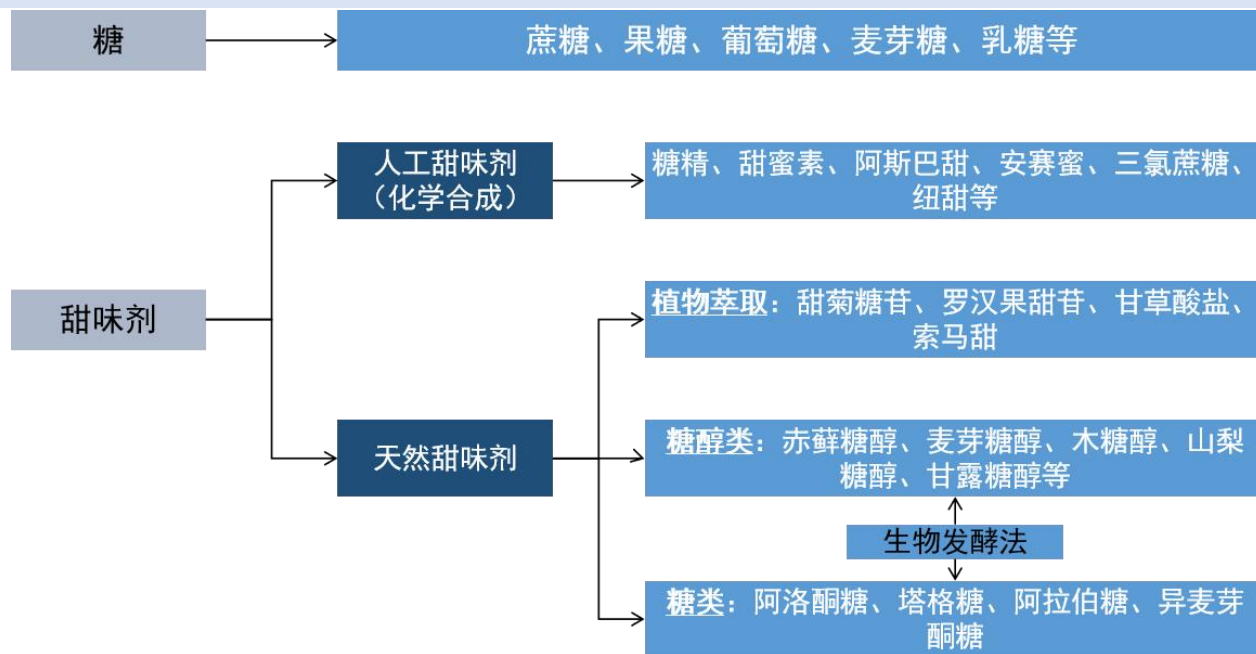 糖
蔗糖、果糖、葡萄糖、麦芽糖、乳糖等
人工甜味剂
（化学合成）
糖精、甜蜜素、阿斯巴甜、安赛蜜、三氯蔗糖、
纽甜等
甜味剂
植物萃取：甜菊糖苷、罗汉果甜苷、甘草酸盐、
索马甜
天然甜味剂
糖醇类：赤藓糖醇、麦芽糖醇、木糖醇、山梨
糖醇、甘露糖醇等
生物发酵法
糖类：阿洛酮糖、塔格糖、阿拉伯糖、异麦芽
酮糖